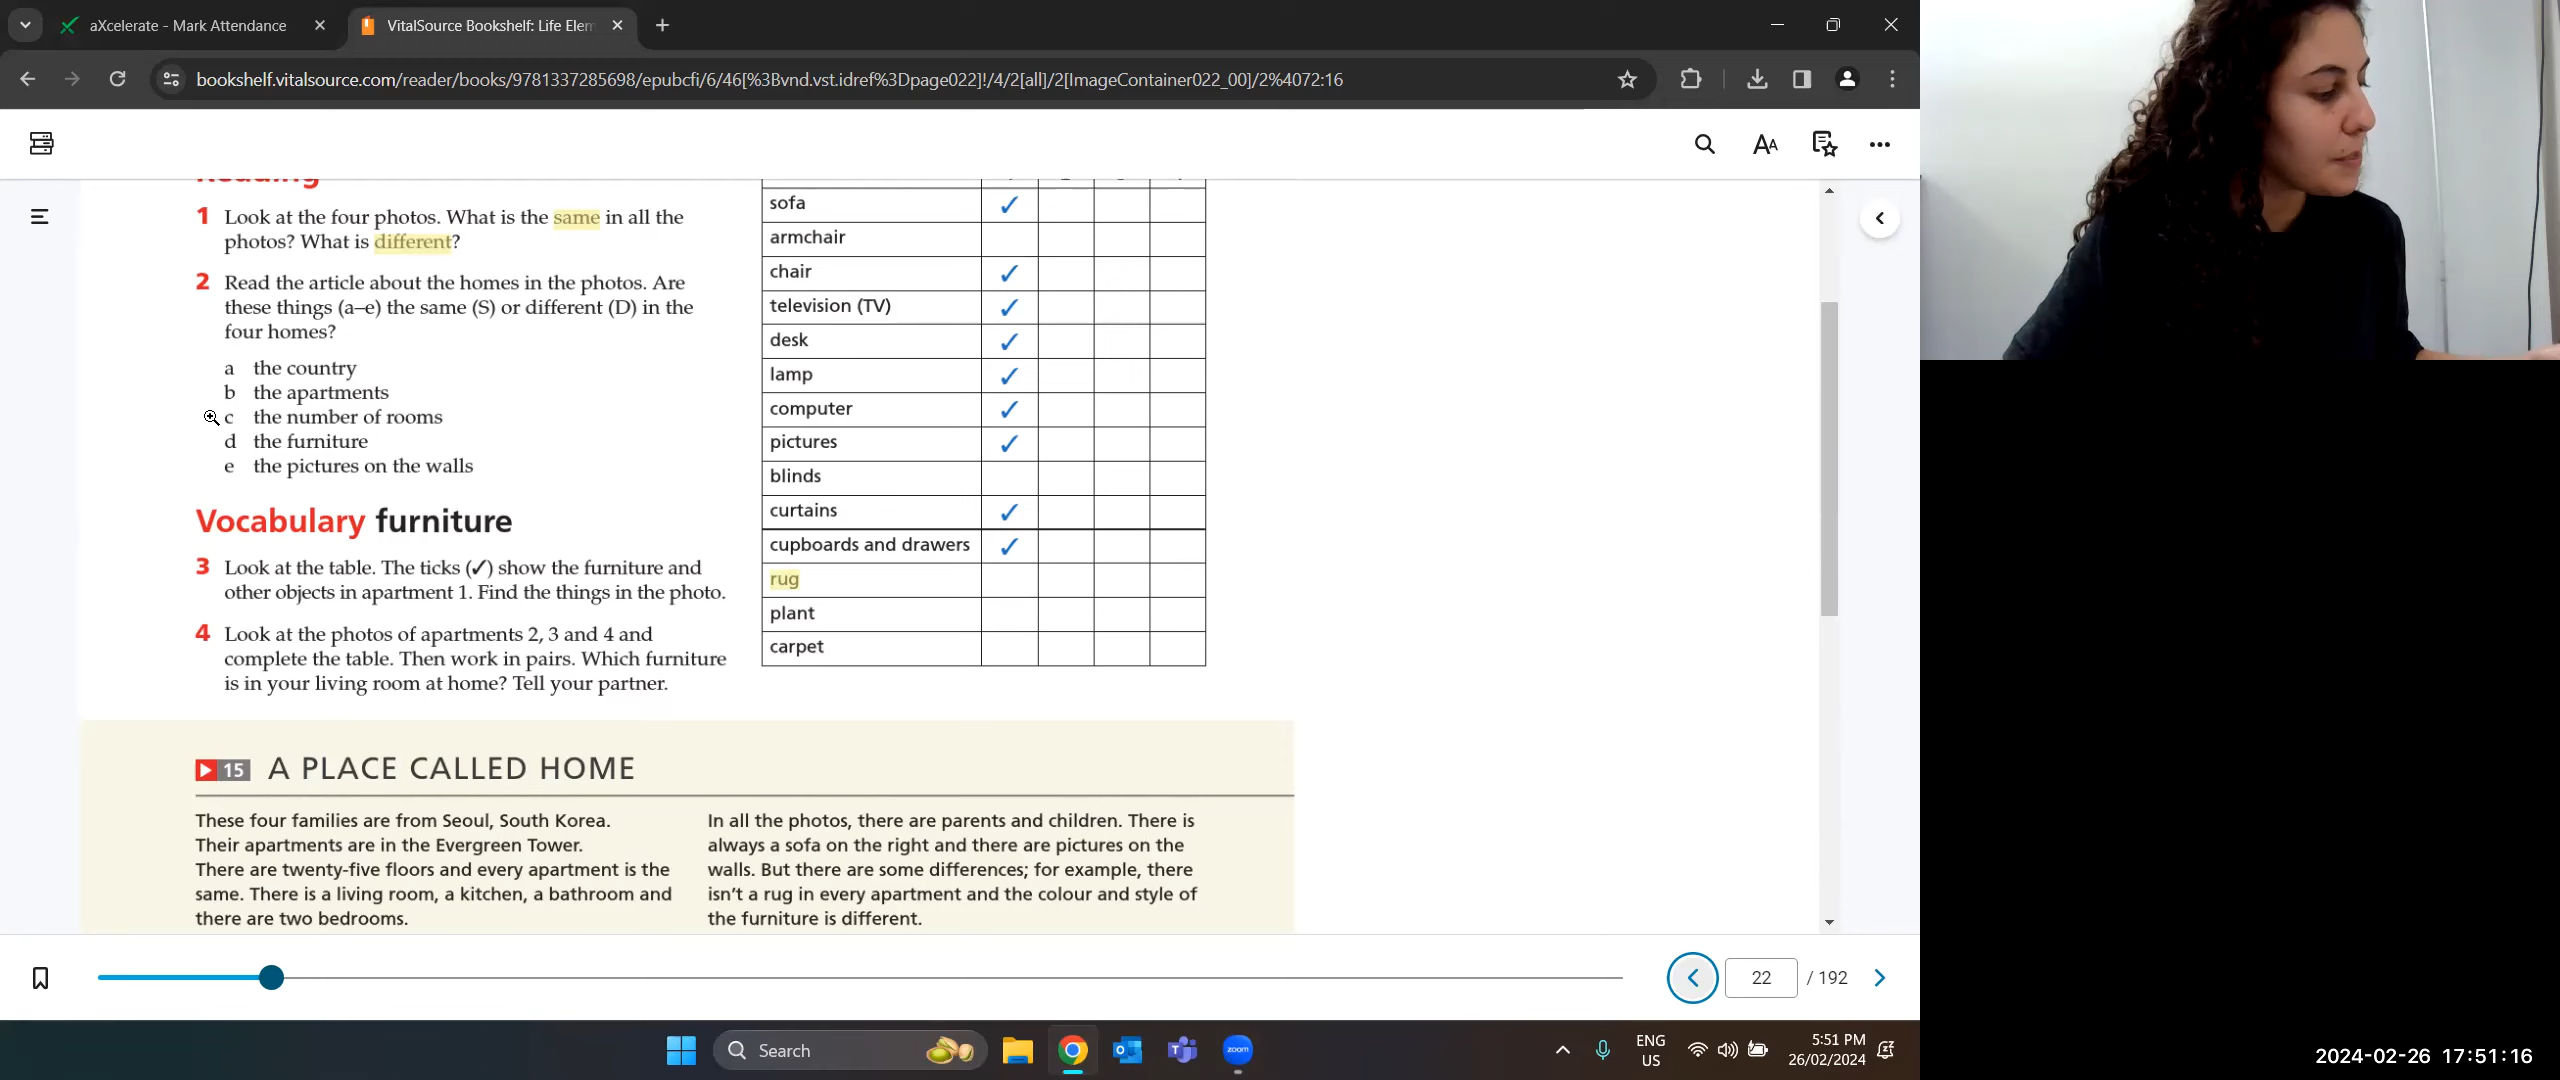 aXcelerate - Mark Attendance
VitalSource Bookshelf: Life Elem
bookshelf.vitalsource.com/reader/books/9781337285698/epubcfi/6/46[%3Bvnd.vst.idref%3Dpage022]!/4/2[all]/2[ImageContainer022_00]/2%4072:16
Reading
1 Look at the four photos. What is the same in all the
photos? What is different?
2 Read the article about the homes in the photos. Are
these things (a–e) the same (S) or different (D) in the
four homes?
a the country
b the apartments
c the number of rooms
d the furniture
e the pictures on the walls
Vocabulary furniture
3 Look at the table. The ticks (✓) show the furniture and
other objects in apartment 1. Find the things in the photo.
4 Look at the photos of apartments 2, 3 and 4 and
complete the table. Then work in pairs. Which furniture
is in your living room at home? Tell your partner.
sofa ✓
armchair
chair ✓
television (TV) ✓
desk ✓
lamp ✓
computer ✓
pictures ✓
blinds
curtains ✓
cupboards and drawers ✓
rug
plant
carpet
15 A PLACE CALLED HOME
These four families are from Seoul, South Korea.
Their apartments are in the Evergreen Tower.
There are twenty-five floors and every apartment is the
same. There is a living room, a kitchen, a bathroom and
there are two bedrooms.
In all the photos, there are parents and children. There is
always a sofa on the right and there are pictures on the
walls. But there are some differences; for example, there
isn't a rug in every apartment and the colour and style of
the furniture is different.
22 / 192
Search
zoom
ENG
US
5:51 PM
26/02/2024
2024-02-26 17:51:16